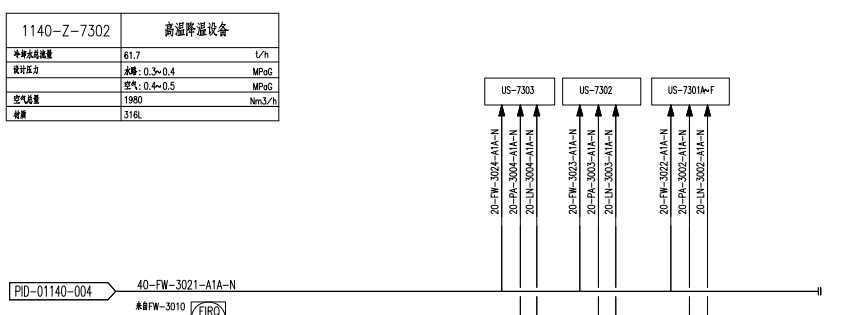 1140-Z-7302 高温降温设备
冷却水总流量 61.7 t/h
设计压力 水路: 0.3~0.4 MPaG
空气: 0.4~0.5 MPaG
空气总量 1980 Nm3/h
材质 316L
US-7303 US-7302 US-7301A~F
20-FW-3024-A1A-N
20-PA-3004-A1A-N
20-LN-3004-A1A-N
20-FW-3023-A1A-N
20-PA-3003-A1A-N
20-LN-3003-A1A-N
20-FW-3022-A1A-N
20-PA-3002-A1A-N
20-LN-3002-A1A-N
PID-01140-004 40-FW-3021-A1A-N
来自FW-3010 FIRQ